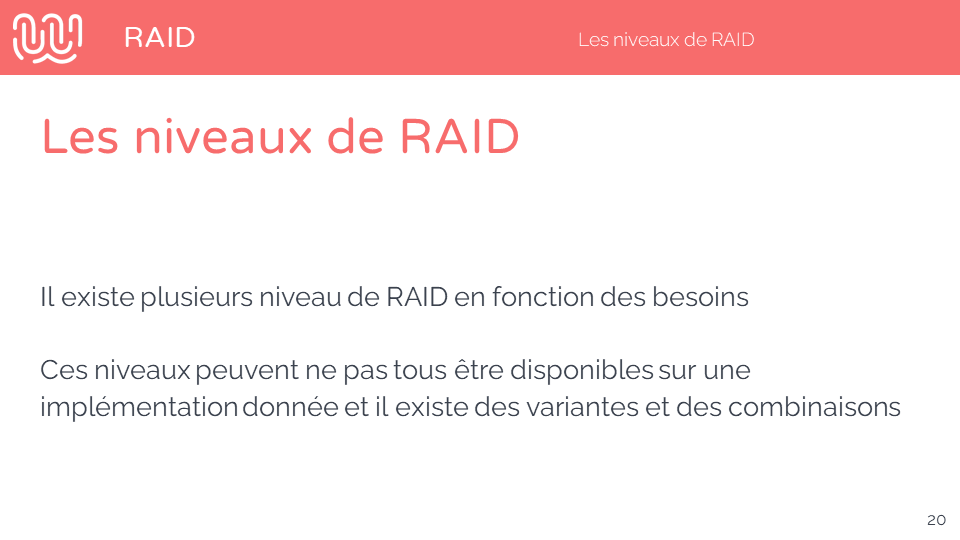 RAID
Les niveaux de RAID
Les niveaux de RAID
Il existe plusieurs niveau de RAID en fonction des besoins
Ces niveaux peuvent ne pas tous être disponibles sur une
implémentation donnée et il existe des variantes et des combinaisons
20